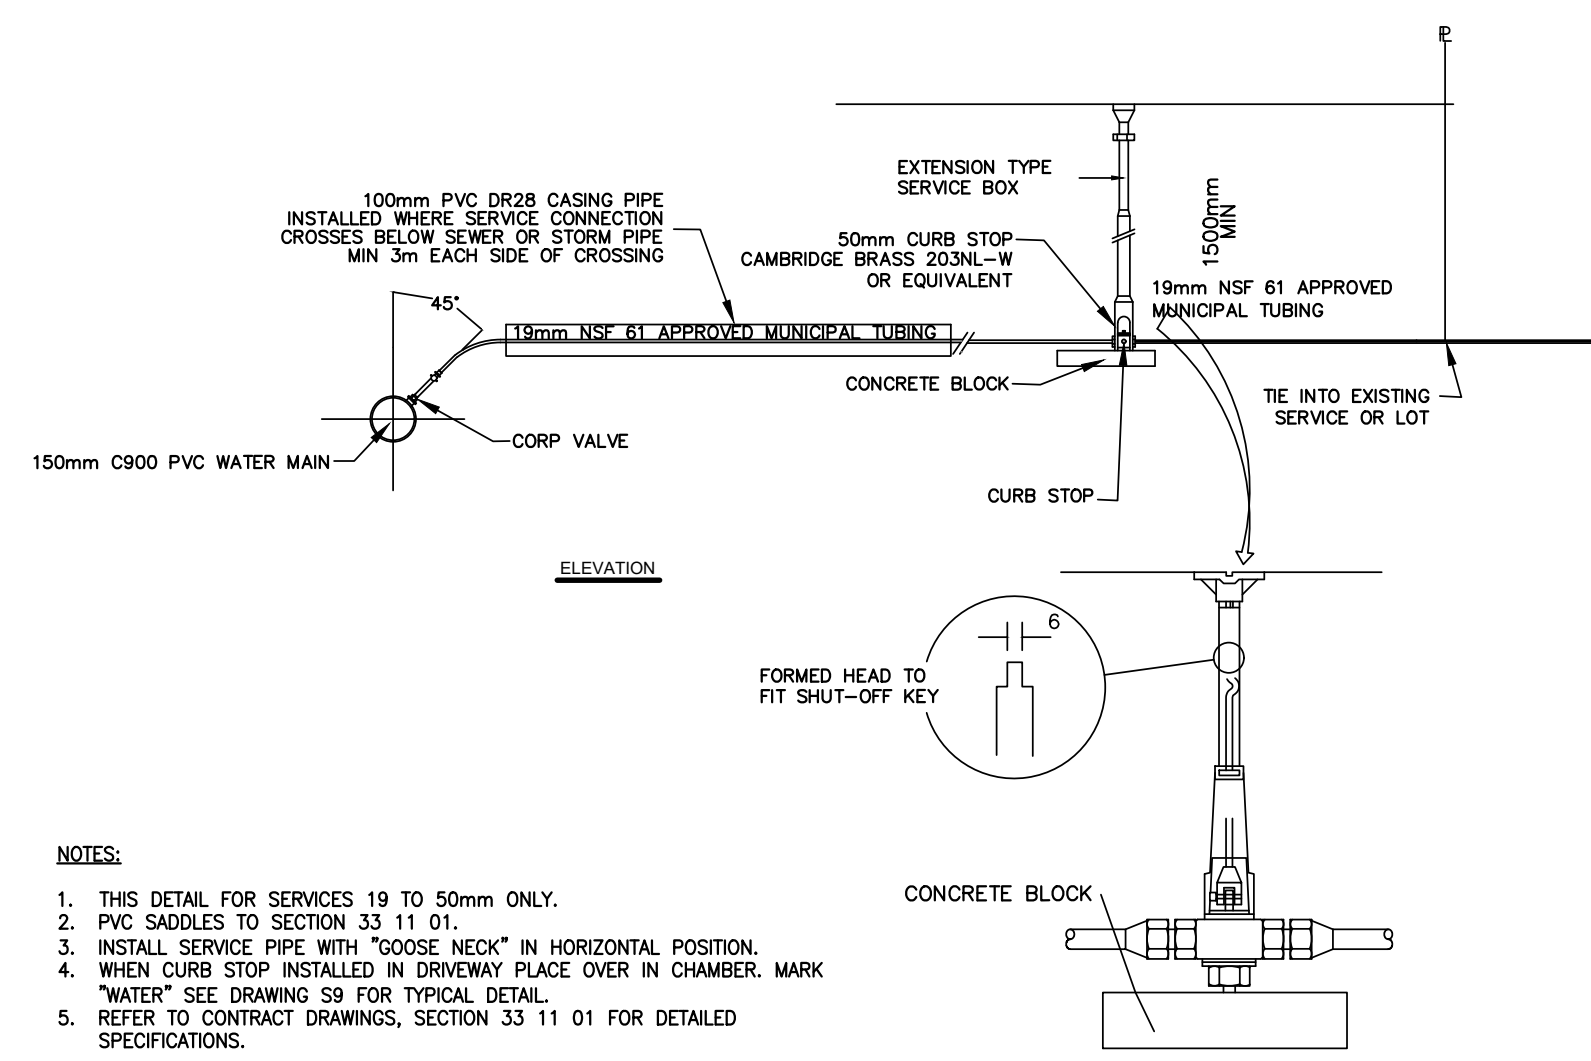 ℄
EXTENSION TYPE
SERVICE BOX
100mm PVC DR28 CASING PIPE
INSTALLED WHERE SERVICE CONNECTION
CROSSES BELOW SEWER OR STORM PIPE
MIN 3m EACH SIDE OF CROSSING
1500mm
MIN
50mm CURB STOP
CAMBRIDGE BRASS 203NL-W
OR EQUIVALENT
19mm NSF 61 APPROVED
MUNICIPAL TUBING
45°
19mm NSF 61 APPROVED MUNICIPAL TUBING
CONCRETE BLOCK
TIE INTO EXISTING
SERVICE OR LOT
CORP VALVE
150mm C900 PVC WATER MAIN
CURB STOP
ELEVATION
6
FORMED HEAD TO
FIT SHUT-OFF KEY
CONCRETE BLOCK
NOTES:
1. THIS DETAIL FOR SERVICES 19 TO 50mm ONLY.
2. PVC SADDLES TO SECTION 33 11 01.
3. INSTALL SERVICE PIPE WITH "GOOSE NECK" IN HORIZONTAL POSITION.
4. WHEN CURB STOP INSTALLED IN DRIVEWAY PLACE OVER IN CHAMBER. MARK
"WATER" SEE DRAWING S9 FOR TYPICAL DETAIL.
5. REFER TO CONTRACT DRAWINGS, SECTION 33 11 01 FOR DETAILED
SPECIFICATIONS.